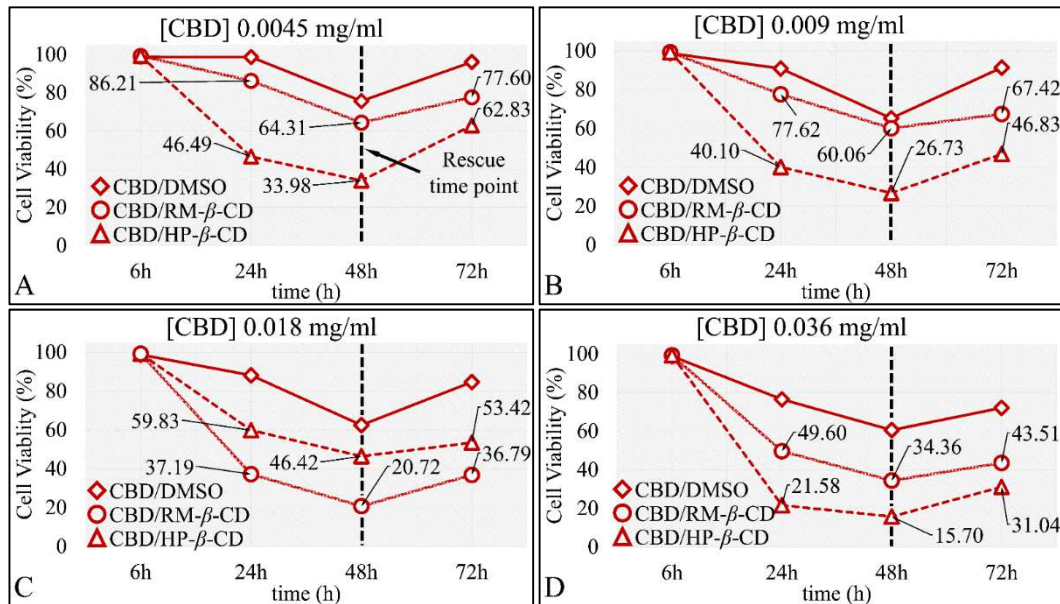 [CBD] 0.0045 mg/ml
Cell Viability (%)
100
80
60
40
20
0
86.21
46.49
64.31
33.98
77.60
62.83
Rescue
time point
CBD/DMSO
CBD/RM-β-CD
CBD/HP-β-CD
6h 24h 48h 72h
time (h)
A
[CBD] 0.009 mg/ml
Cell Viability (%)
100
80
60
40
20
0
77.62
40.10
60.06
26.73
67.42
46.83
CBD/DMSO
CBD/RM-β-CD
CBD/HP-β-CD
6h 24h 48h 72h
time (h)
B
[CBD] 0.018 mg/ml
Cell Viability (%)
100
80
60
40
20
0
59.83
37.19
46.42
20.72
53.42
36.79
CBD/DMSO
CBD/RM-β-CD
CBD/HP-β-CD
6h 24h 48h 72h
time (h)
C
[CBD] 0.036 mg/ml
Cell Viability (%)
100
80
60
40
20
0
49.60
21.58
34.36
15.70
43.51
31.04
CBD/DMSO
CBD/RM-β-CD
CBD/HP-β-CD
6h 24h 48h 72h
time (h)
D